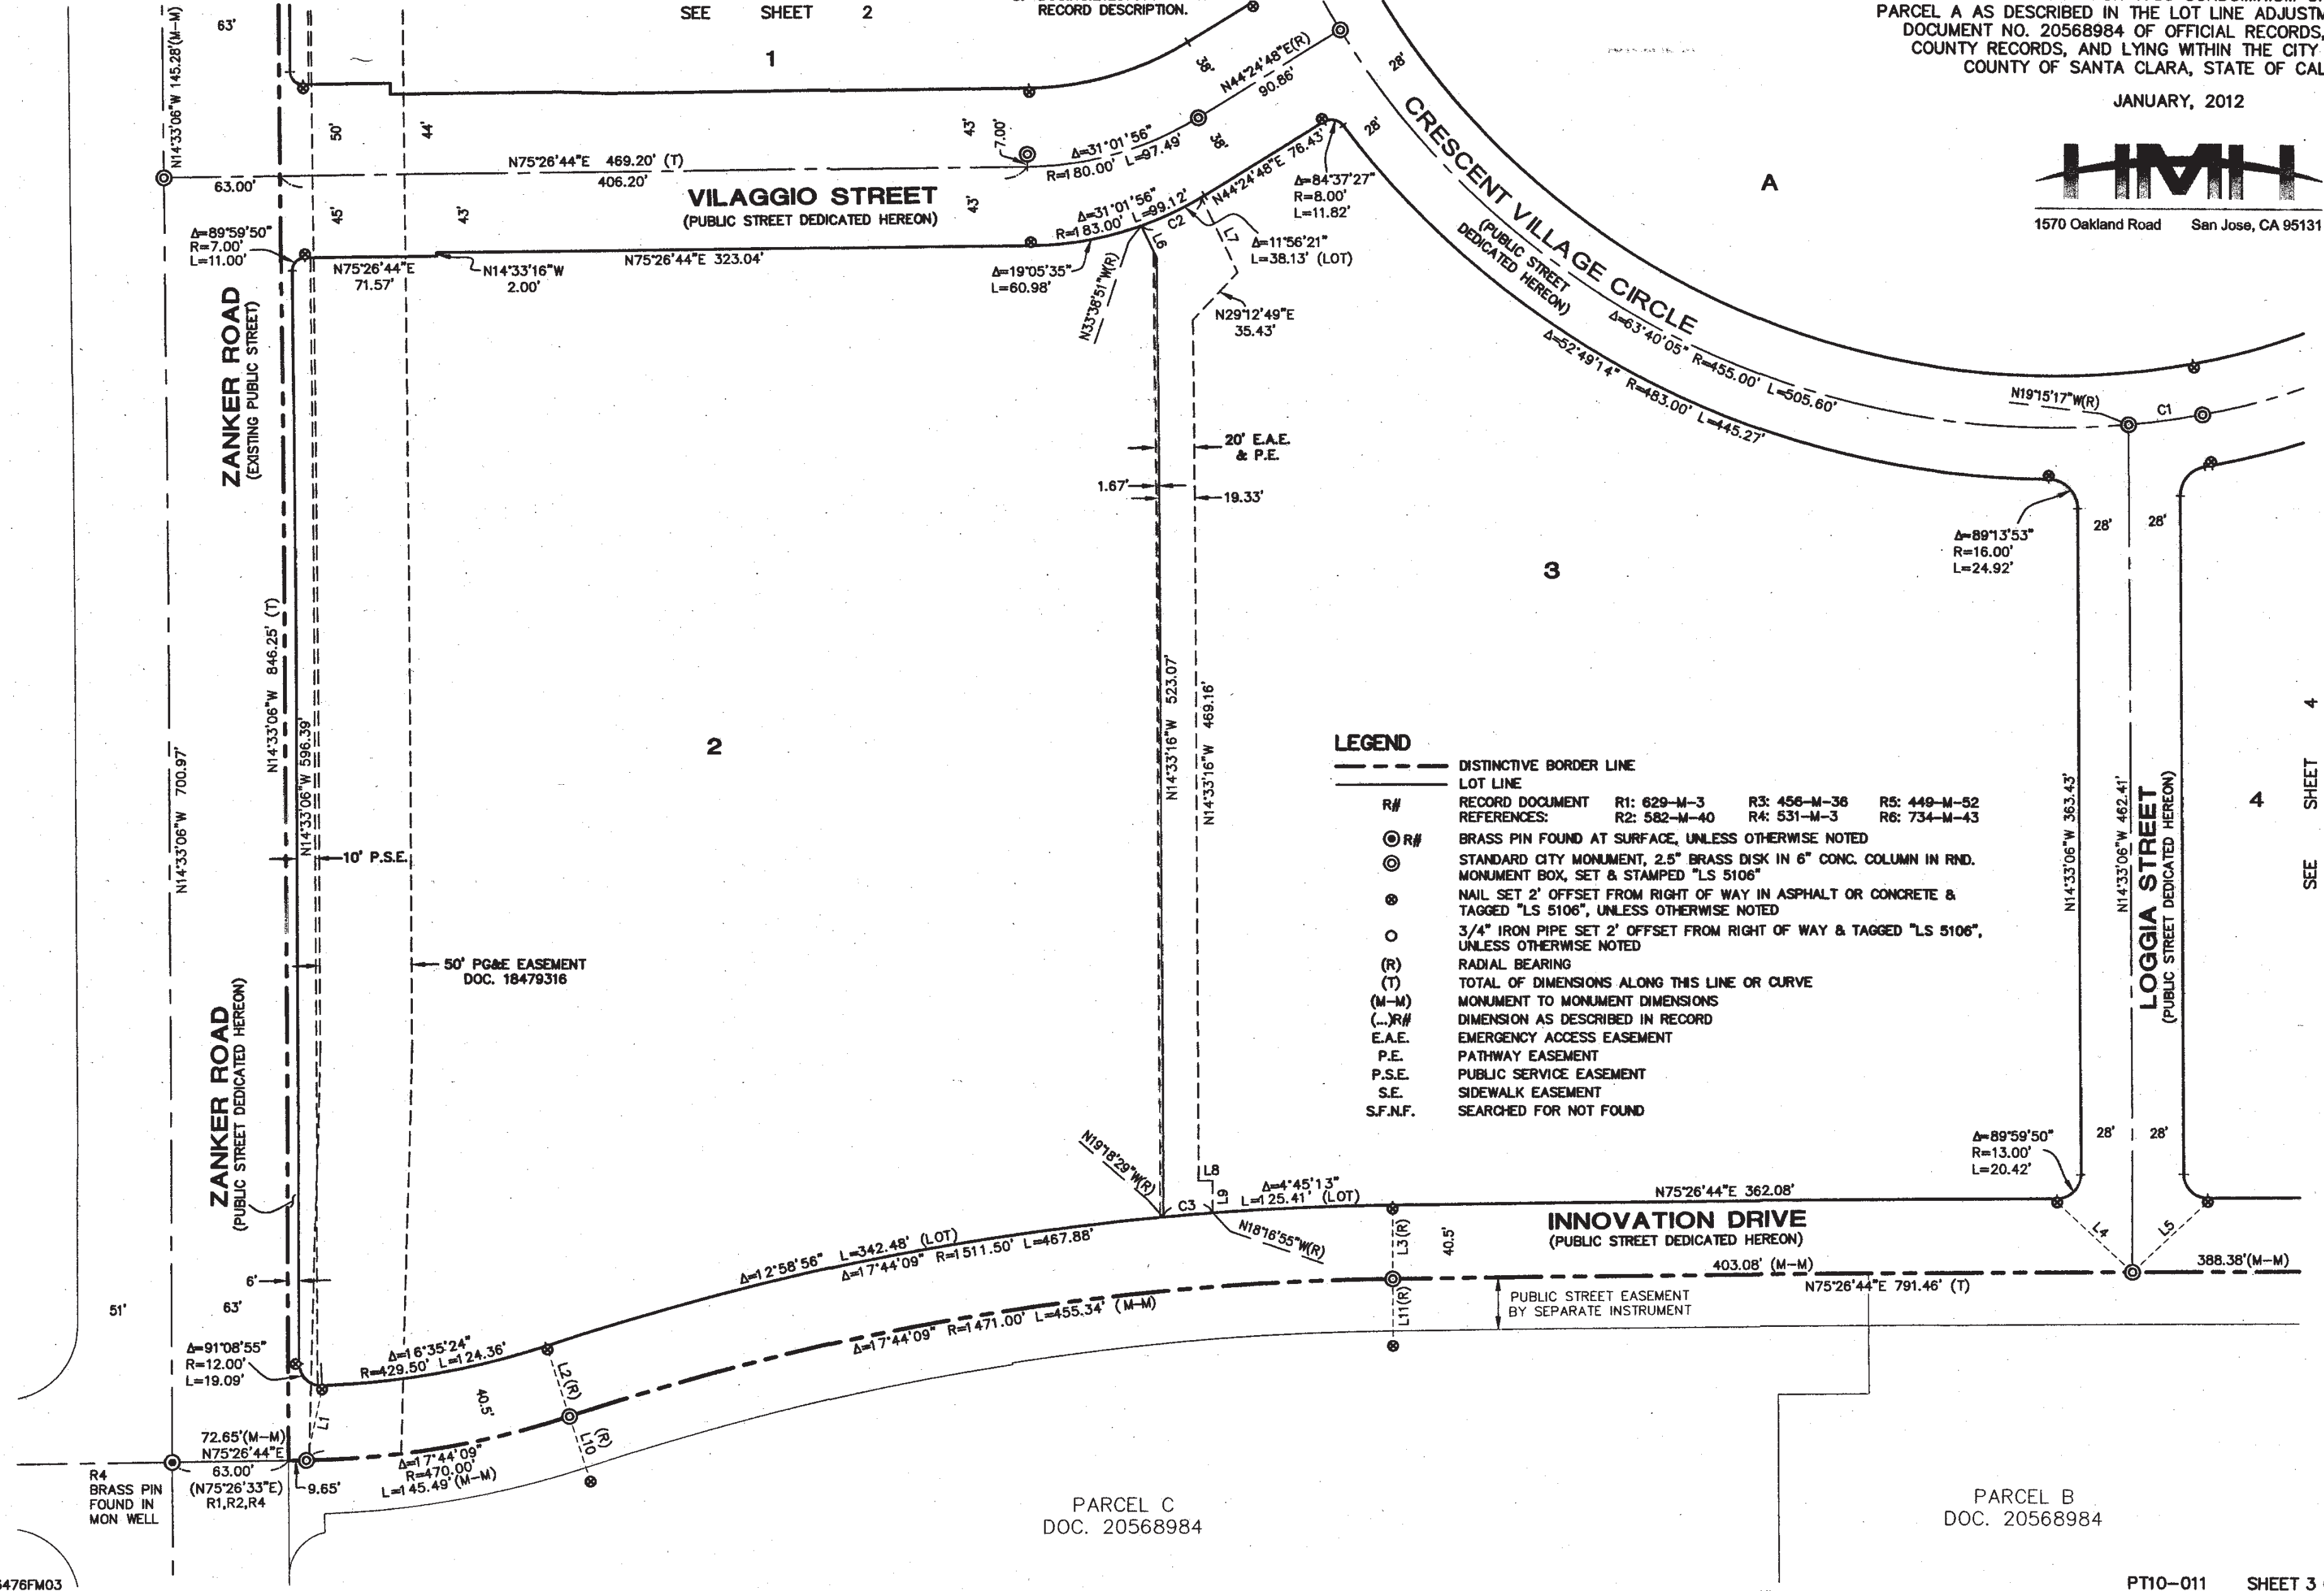 SEE SHEET 2
RECORD DESCRIPTION.
PARCEL A AS DESCRIBED IN THE LOT LINE ADJUSTM
DOCUMENT NO. 20568984 OF OFFICIAL RECORDS,
COUNTY RECORDS, AND LYING WITHIN THE CITY
COUNTY OF SANTA CLARA, STATE OF CAL
JANUARY, 2012
HMH
1570 Oakland Road San Jose, CA 95131
63'
1
N14°33'06"W 145.28'(M-M)
50'
44'
43'
7.00'
38'
N44°24'48"E(R)
90.86'
28'
28'
Δ=31°01'56"
R=180.00' L=97.49'
38'
N75°26'44"E 469.20' (T)
63.00'
406.20'
VILAGGIO STREET
(PUBLIC STREET DEDICATED HEREON)
45'
43'
43'
Δ=31°01'56"
R=183.00' L=99.12'
C2
N44°24'48"E 76.43'
Δ=84°37'27"
R=8.00'
L=11.82'
L6
L7
Δ=11°56'21"
L=38.13' (LOT)
A
CRESCENT VILLAGE CIRCLE
(PUBLIC STREET
DEDICATED HEREON)
Δ=63°40'05" R=455.00' L=505.60'
Δ=52°49'14" R=483.00' L=445.27'
Δ=89°59'50"
R=7.00'
L=11.00'
N75°26'44"E
71.57'
N14°33'16"W
2.00'
N75°26'44"E 323.04'
Δ=19°05'35"
L=60.98'
N33°38'51"W(R)
N29°12'49"E
35.43'
ZANKER ROAD
(EXISTING PUBLIC STREET)
N19°15'17"W(R)
C1
20' E.A.E.
& P.E.
1.67'
19.33'
28'
28'
Δ=89°13'53"
R=16.00'
L=24.92'
3
N14°33'06"W 846.25' (T)
N14°33'06"W 596.39'
N14°33'06"W 700.97'
2
N14°33'16"W 523.07'
N14°33'16"W 469.16'
10' P.S.E.
50' PG&E EASEMENT
DOC. 18479316
LEGEND
DISTINCTIVE BORDER LINE
LOT LINE
R# RECORD DOCUMENT R1: 629-M-3 R3: 456-M-36 R5: 449-M-52
REFERENCES: R2: 582-M-40 R4: 531-M-3 R6: 734-M-43
R# BRASS PIN FOUND AT SURFACE, UNLESS OTHERWISE NOTED
STANDARD CITY MONUMENT, 2.5" BRASS DISK IN 6" CONC. COLUMN IN RND.
MONUMENT BOX, SET & STAMPED "LS 5106"
NAIL SET 2' OFFSET FROM RIGHT OF WAY IN ASPHALT OR CONCRETE &
TAGGED "LS 5106", UNLESS OTHERWISE NOTED
3/4" IRON PIPE SET 2' OFFSET FROM RIGHT OF WAY & TAGGED "LS 5106",
UNLESS OTHERWISE NOTED
(R) RADIAL BEARING
(T) TOTAL OF DIMENSIONS ALONG THIS LINE OR CURVE
(M-M) MONUMENT TO MONUMENT DIMENSIONS
(...)R# DIMENSION AS DESCRIBED IN RECORD
E.A.E. EMERGENCY ACCESS EASEMENT
P.E. PATHWAY EASEMENT
P.S.E. PUBLIC SERVICE EASEMENT
S.E. SIDEWALK EASEMENT
S.F.N.F. SEARCHED FOR NOT FOUND
N14°33'06"W 363.43'
N14°33'06"W 462.41'
LOGGIA STREET
(PUBLIC STREET DEDICATED HEREON)
4
SEE SHEET 4
ZANKER ROAD
(PUBLIC STREET DEDICATED HEREON)
N19°18'29"W(R)
C3
L8
L9
Δ=4°45'13"
L=125.41' (LOT)
N18°16'55"W(R)
N75°26'44"E 362.08'
INNOVATION DRIVE
(PUBLIC STREET DEDICATED HEREON)
Δ=89°59'50"
R=13.00'
L=20.42'
28'
28'
L4
L5
L3(R)
40.5'
403.08' (M-M)
388.38'(M-M)
N75°26'44"E 791.46' (T)
PUBLIC STREET EASEMENT
BY SEPARATE INSTRUMENT
L11(R)
Δ=12°58'56" L=342.48' (LOT)
Δ=17°44'09" R=1511.50' L=467.88'
Δ=17°44'09" R=1471.00' L=455.34' (M-M)
6'
51'
63'
Δ=91°08'55"
R=12.00'
L=19.09'
Δ=16°35'24"
R=429.50' L=124.36'
L2(R)
40.5'
L1
L10
(R)
72.65'(M-M)
N75°26'44"E
63.00'
(N75°26'33"E)
R1,R2,R4
9.65'
Δ=17°44'09"
R=470.00'
L=145.49' (M-M)
R4
BRASS PIN
FOUND IN
MON WELL
PARCEL C
DOC. 20568984
PARCEL B
DOC. 20568984
6476FM03
PT10-011 SHEET 3